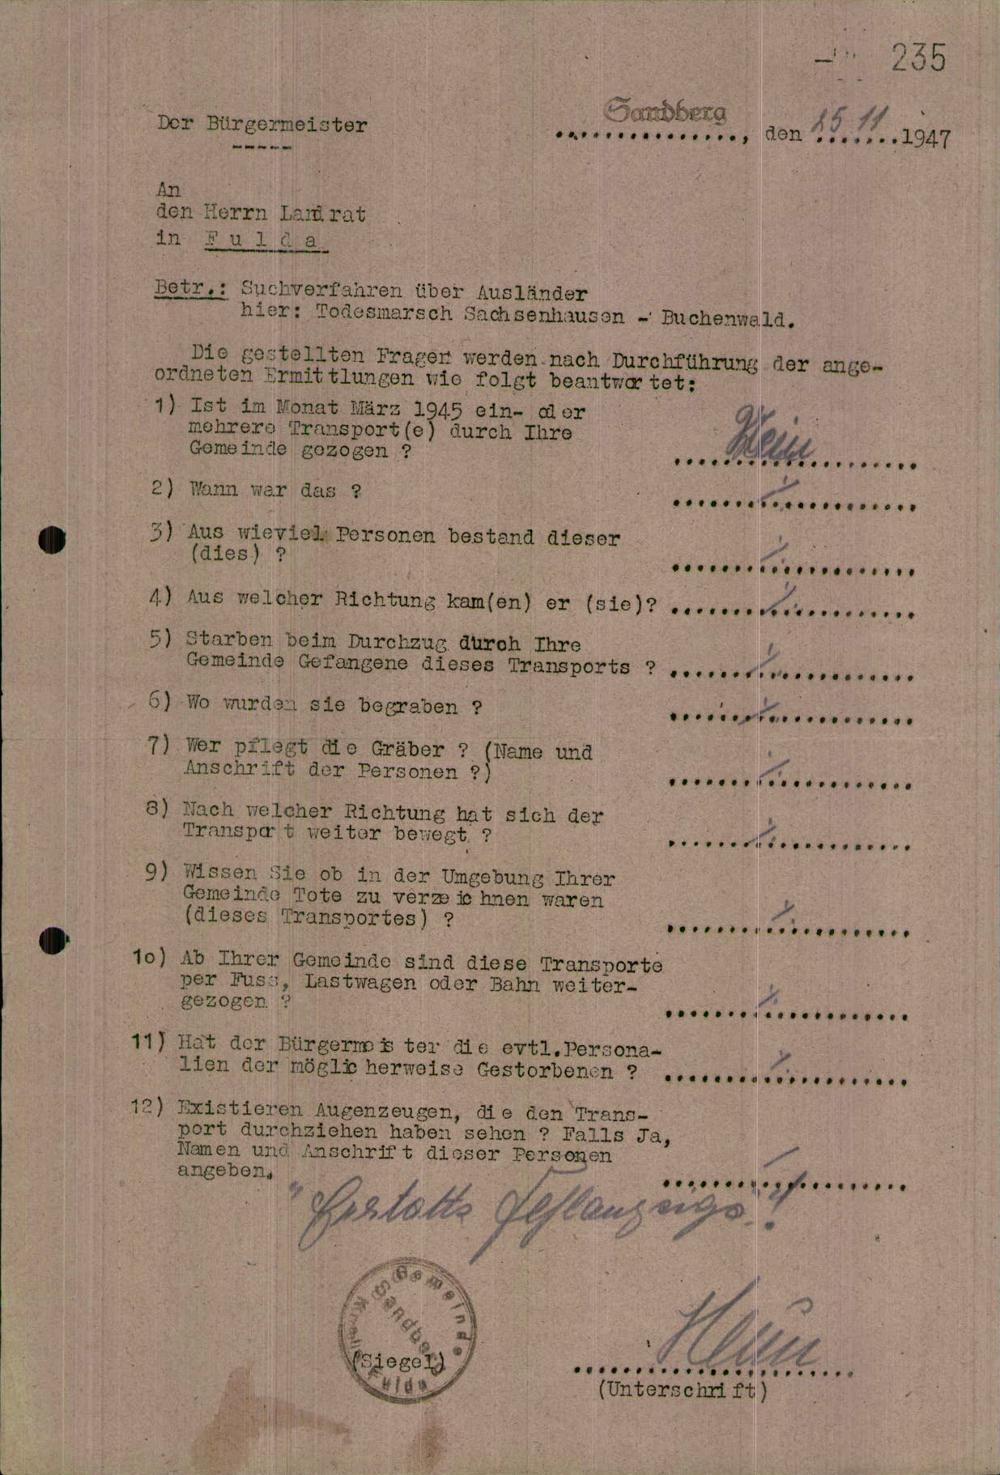 235
Sandberg
Der Bürgermeister
..............., den 25 11 1947
An
den Herrn Landrat
in Fulda
Betr.: Suchverfahren über Ausländer
hier: Todesmarsch Sachsenhausen - Buchenwald.
Die gestellten Fragen werden nach Durchführung der ange-
ordneten Ermittlungen wie folgt beantwortet:
1) Ist im Monat März 1945 ein- oder
mehrere Transport(e) durch Ihre
Gemeinde gezogen ? Nein
2) Wann war das ? ./.
3) Aus wieviel Personen bestand dieser
(dies) ? ./.
4) Aus welcher Richtung kam(en) er (sie)? ./.
5) Starben beim Durchzug durch Ihre
Gemeinde Gefangene dieses Transports ? ./.
6) Wo wurden sie begraben ? ./.
7) Wer pflegt die Gräber ? (Name und
Anschrift der Personen ?) ./.
8) Nach welcher Richtung hat sich der
Transport weiter bewegt ? ./.
9) Wissen Sie ob in der Umgebung Ihrer
Gemeinde Tote zu verzeichnen waren
(dieses Transportes) ? ./.
1o) Ab Ihrer Gemeinde sind diese Transporte
per Fuss, Lastwagen oder Bahn weiter-
gezogen ? ./.
11) Hat der Bürgermeister die evtl.Persona-
lien der möglicherweise Gestorbenen ? ./.
12) Existieren Augenzeugen, die den Trans-
port durchziehen haben sehen ? Falls Ja,
Namen und Anschrift dieser Personen
angeben. ./.
"Erstatte Fehlanzeige"!
Gemeinde
Sandberg
Kreis Fulda
(Siegel)
(Unterschrift)